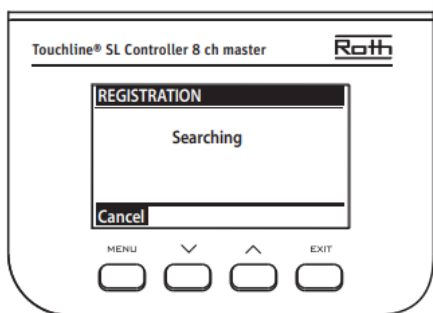 Touchline® SL Controller 8 ch master
Roth
REGISTRATION
Searching
Cancel
MENU
EXIT